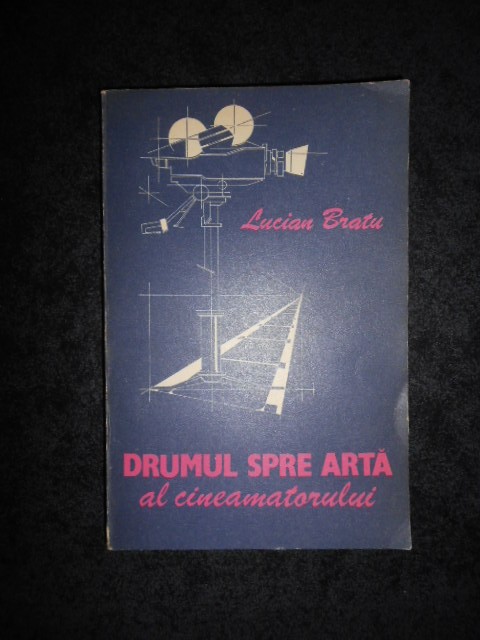 Lucian Bratu
DRUMUL SPRE ARTĂ
al cineamatorului